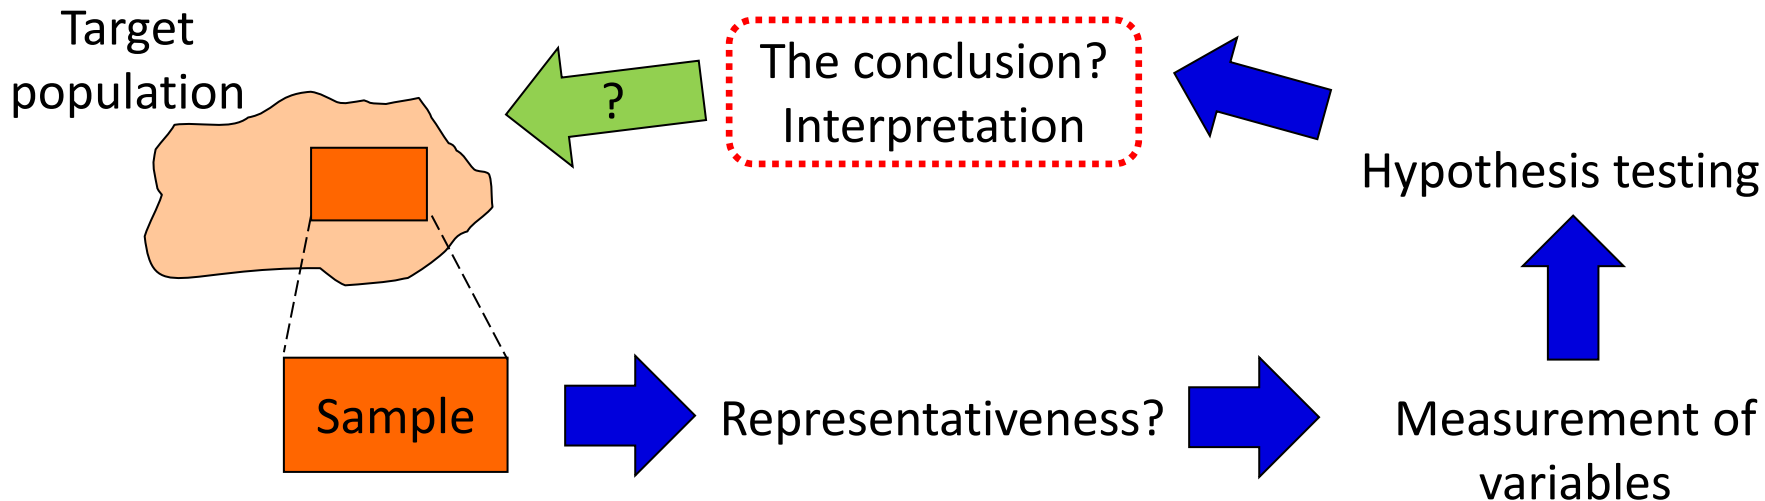 Target
population
?
The conclusion?
Interpretation
Hypothesis testing
Sample
Representativeness?
Measurement of
variables